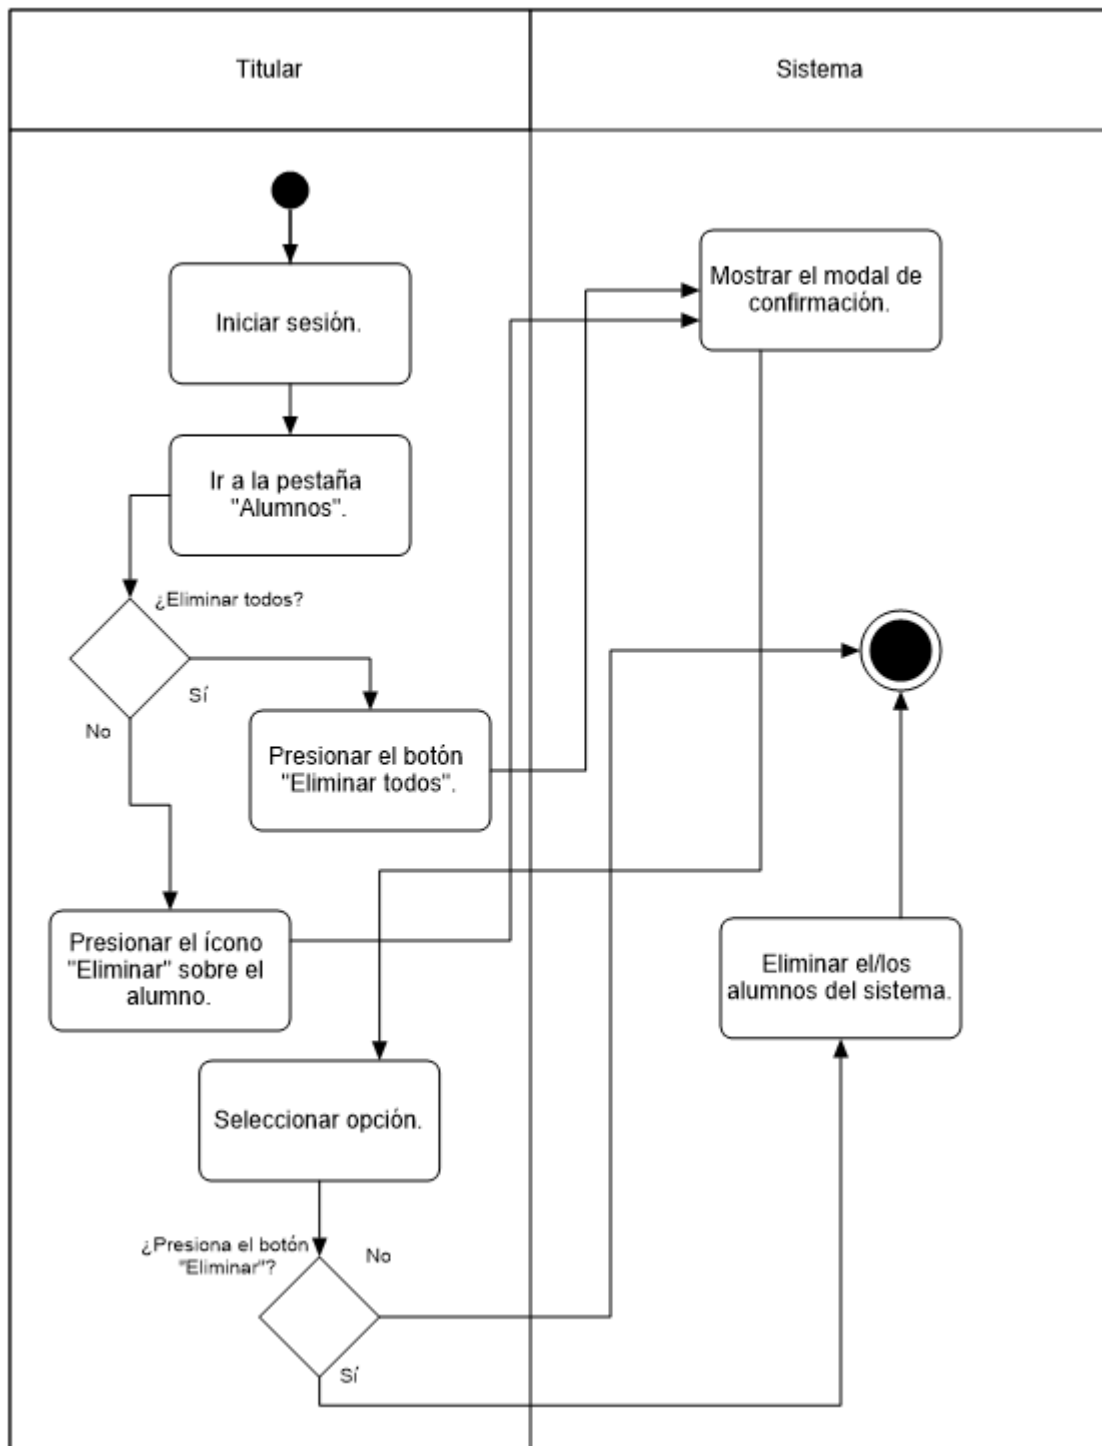 Titular
Sistema
Iniciar sesión.
Mostrar el modal de
confirmación.
Ir a la pestaña
"Alumnos".
¿Eliminar todos?
Sí
No
Presionar el botón
"Eliminar todos".
Presionar el ícono
"Eliminar" sobre el
alumno.
Eliminar el/los
alumnos del sistema.
Seleccionar opción.
¿Presiona el botón
"Eliminar"?
No
Sí